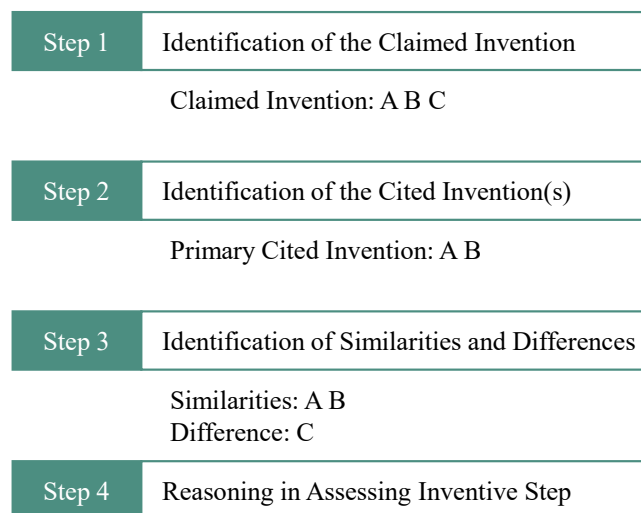 Step 1 Identification of the Claimed Invention
Claimed Invention: A B C
Step 2 Identification of the Cited Invention(s)
Primary Cited Invention: A B
Step 3 Identification of Similarities and Differences
Similarities: A B
Difference: C
Step 4 Reasoning in Assessing Inventive Step